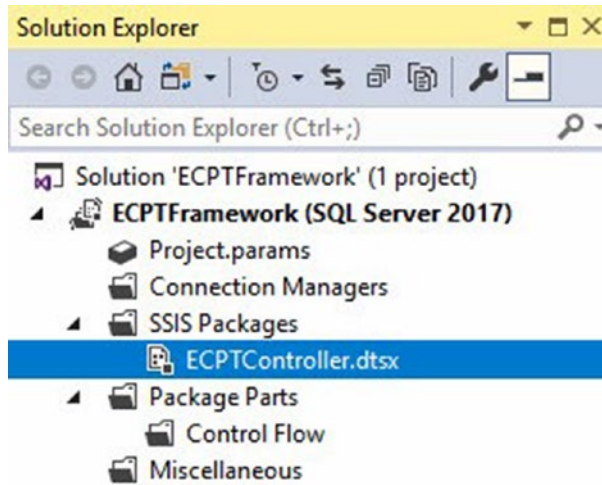 Solution Explorer
Search Solution Explorer (Ctrl+;)
Solution 'ECPTFramework' (1 project)
ECPTFramework (SQL Server 2017)
Project.params
Connection Managers
SSIS Packages
ECPTController.dtsx
Package Parts
Control Flow
Miscellaneous